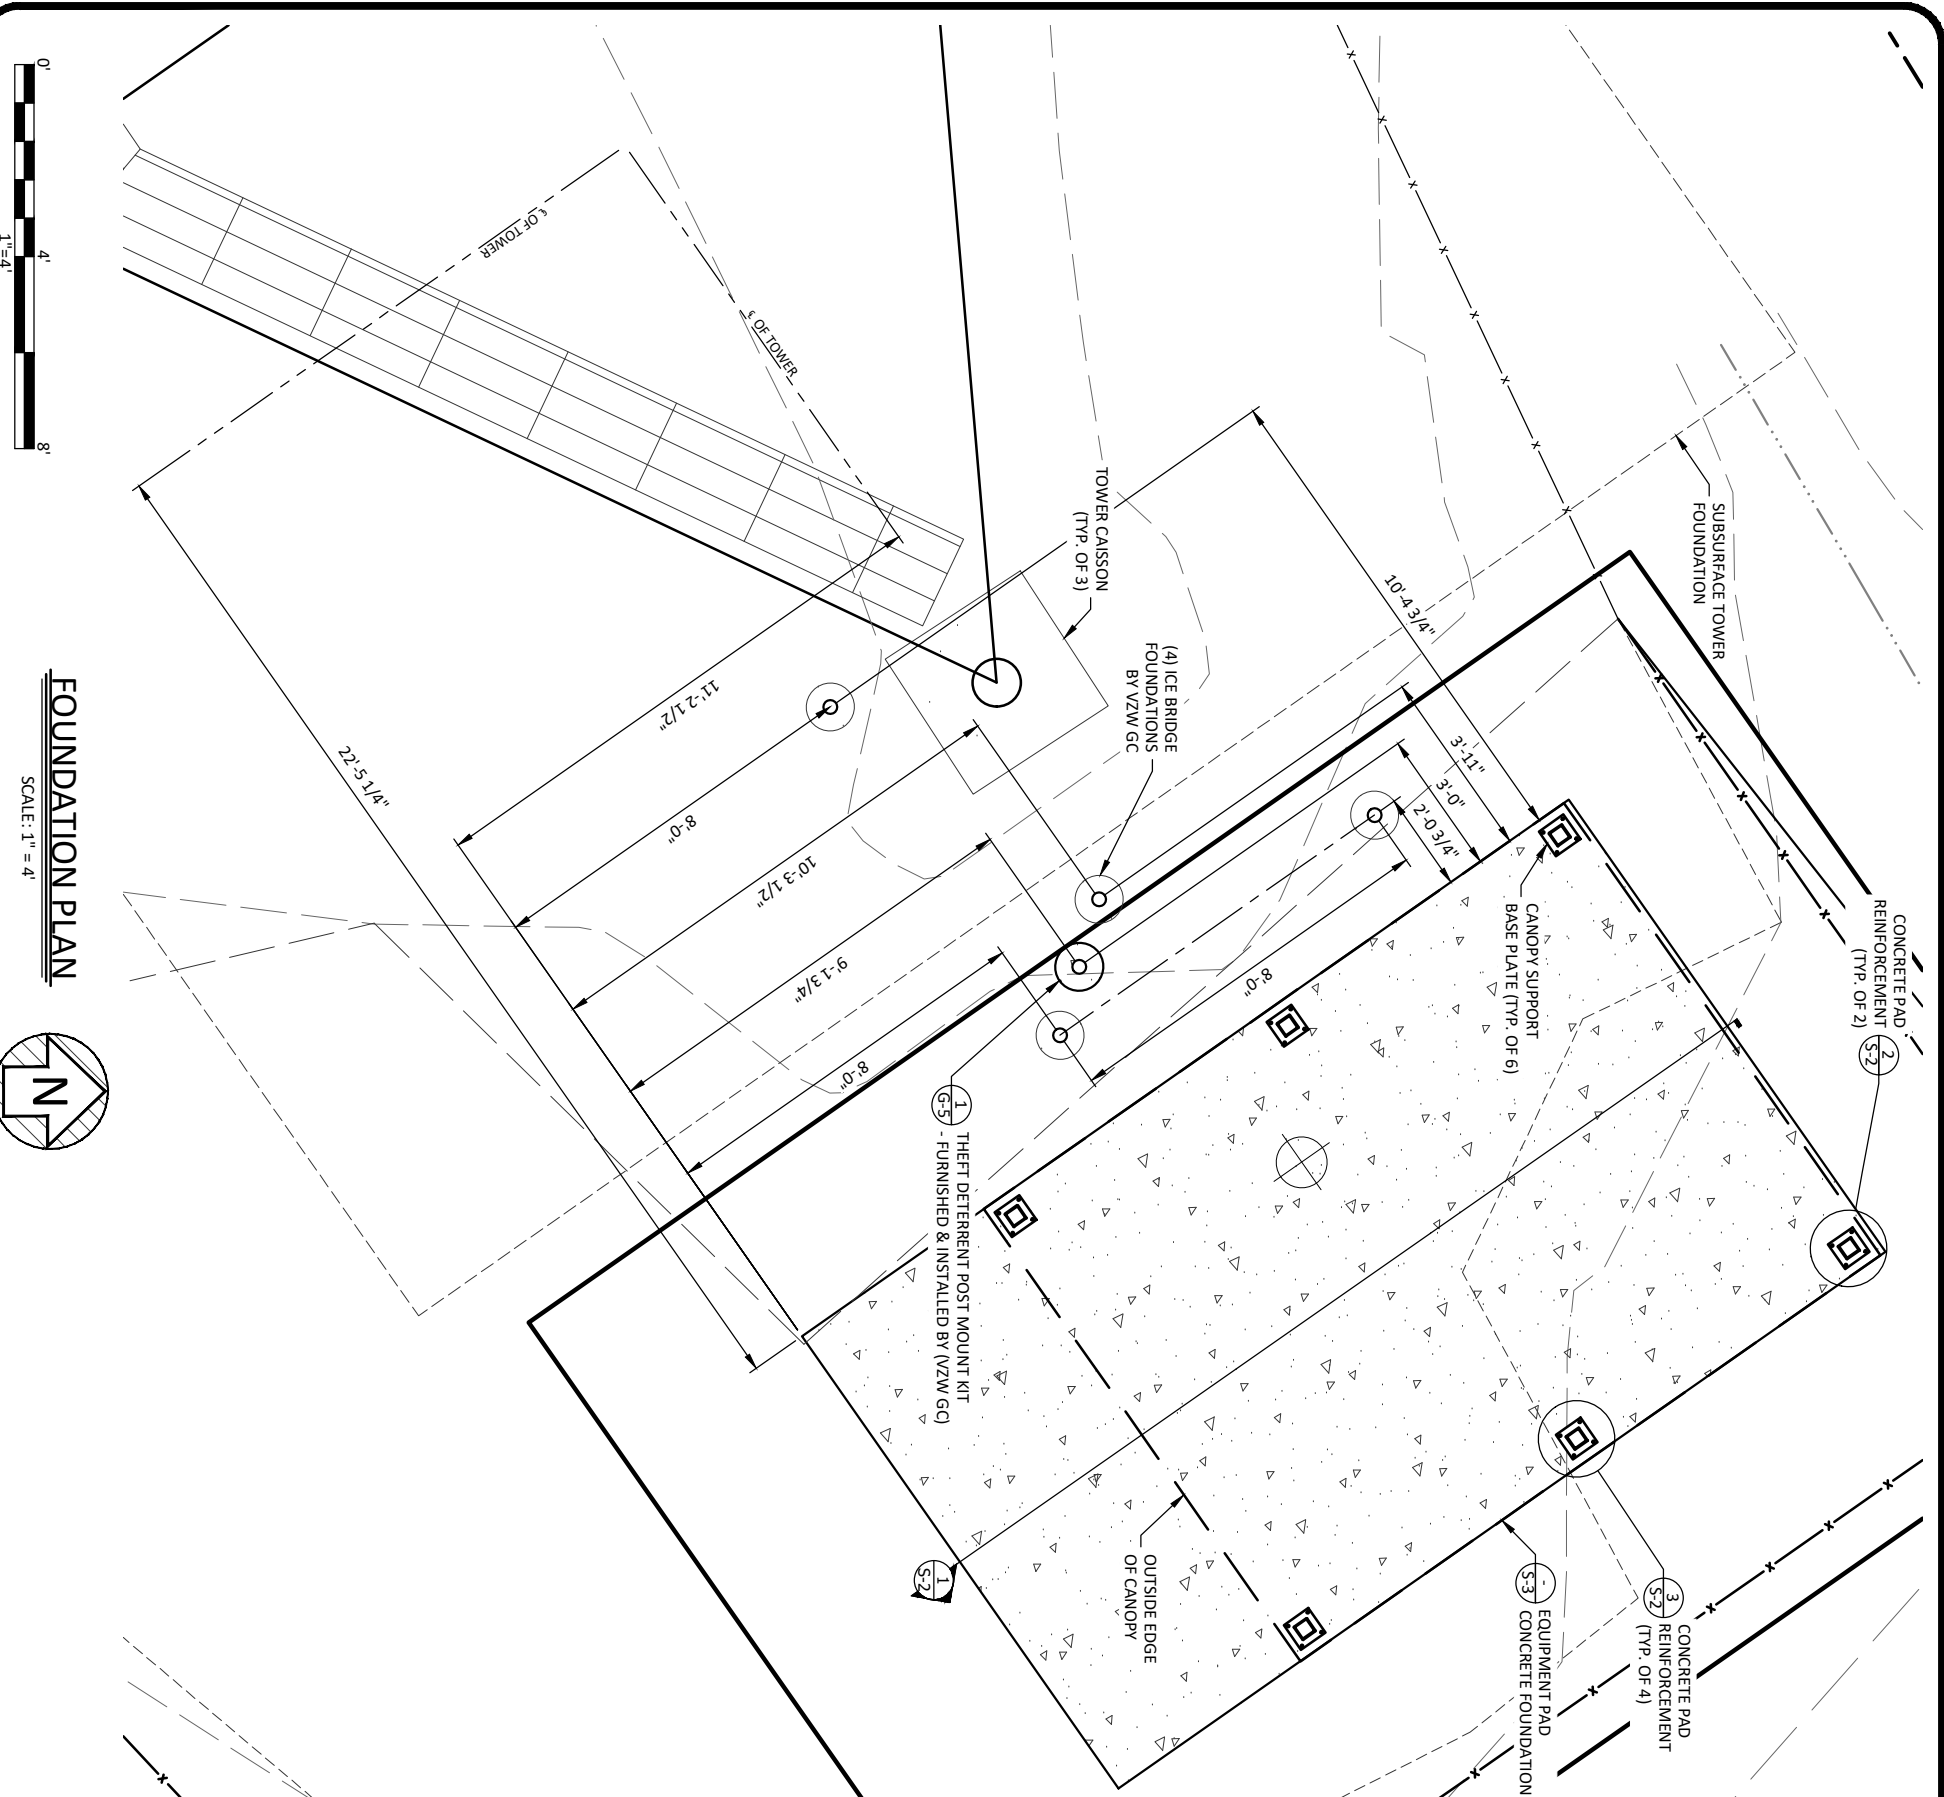 0'
4'
8'
1"=4'
FOUNDATION PLAN
SCALE: 1" = 4'
N
℄ OF TOWER
℄ OF TOWER
TOWER CAISSON
(TYP. OF 3)
SUBSURFACE TOWER
FOUNDATION
(4) ICE BRIDGE
FOUNDATIONS
BY VZW GC
10'-4 3/4"
3'-11"
3'-0"
2'-0 3/4"
8'-0"
11'-2 1/2"
8'-0"
10'-3 1/2"
9'-1 3/4"
8'-0"
22'-5 1/4"
CANOPY SUPPORT
BASE PLATE (TYP. OF 6)
CONCRETE PAD
REINFORCEMENT
(TYP. OF 2)
2
S-2
1
G-5
THEFT DETERRENT POST MOUNT KIT
- FURNISHED & INSTALLED BY (VZW GC)
OUTSIDE EDGE
OF CANOPY
1
S-2
-
S-3
EQUIPMENT PAD
CONCRETE FOUNDATION
3
S-2
CONCRETE PAD
REINFORCEMENT
(TYP. OF 4)